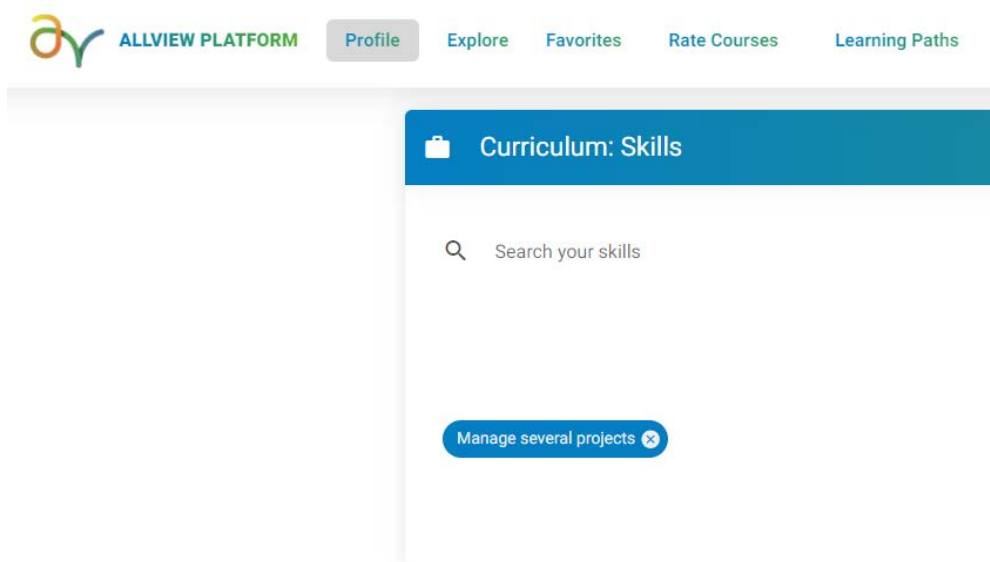 ALLVIEW PLATFORM Profile Explore Favorites Rate Courses Learning Paths
Curriculum: Skills
Search your skills
Manage several projects